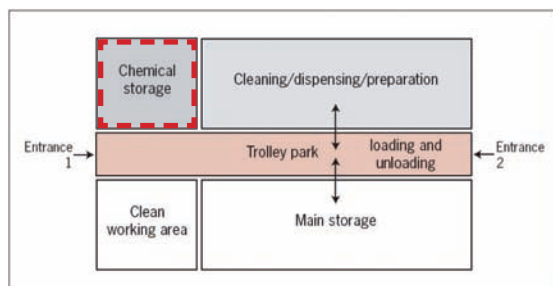 Chemical
storage
Cleaning/dispensing/preparation
Entrance
1
Trolley park
loading and
unloading
Entrance
2
Clean
working area
Main storage